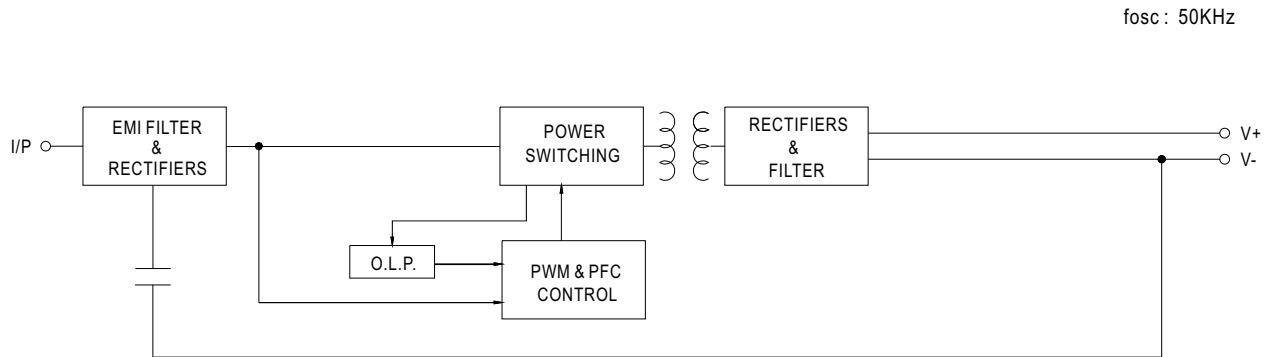 fosc : 50KHz
I/P
EMI FILTER
&
RECTIFIERS
POWER
SWITCHING
RECTIFIERS
&
FILTER
V+
V-
O.L.P.
PWM & PFC
CONTROL